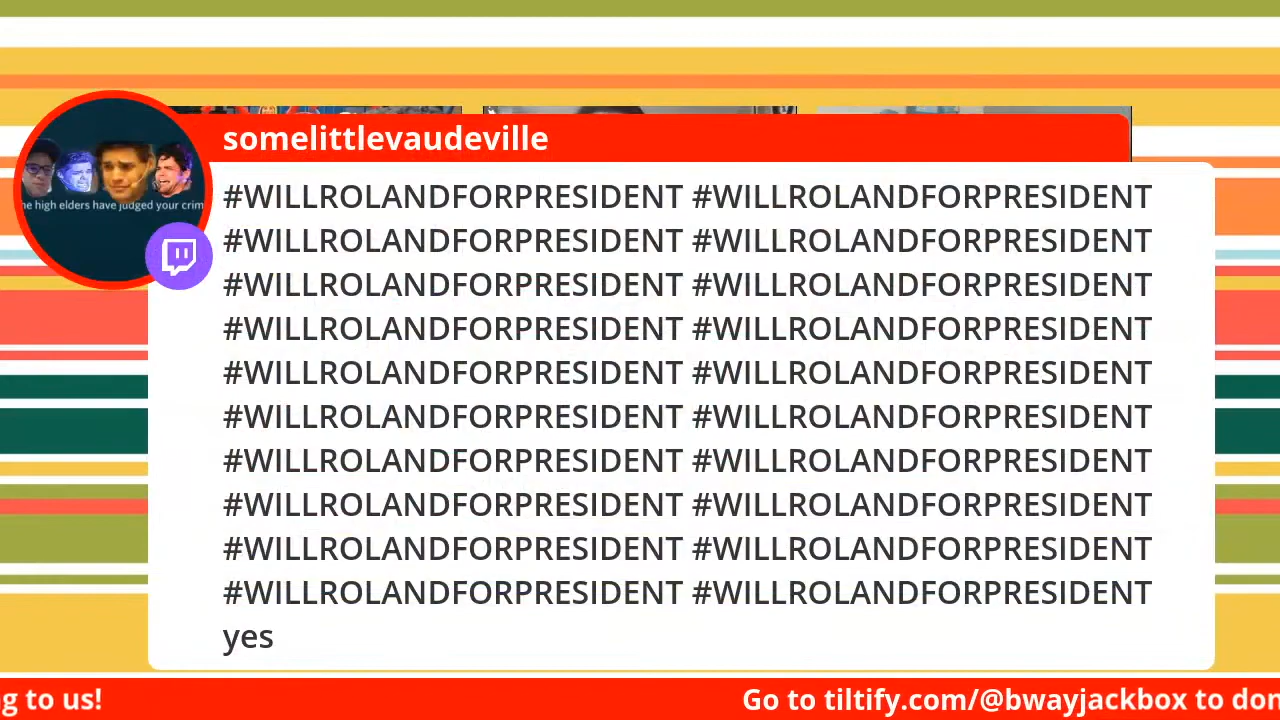 somelittlevaudeville
#WILLROLANDFORPRESIDENT #WILLROLANDFORPRESIDENT
#WILLROLANDFORPRESIDENT #WILLROLANDFORPRESIDENT
#WILLROLANDFORPRESIDENT #WILLROLANDFORPRESIDENT
#WILLROLANDFORPRESIDENT #WILLROLANDFORPRESIDENT
#WILLROLANDFORPRESIDENT #WILLROLANDFORPRESIDENT
#WILLROLANDFORPRESIDENT #WILLROLANDFORPRESIDENT
#WILLROLANDFORPRESIDENT #WILLROLANDFORPRESIDENT
#WILLROLANDFORPRESIDENT #WILLROLANDFORPRESIDENT
#WILLROLANDFORPRESIDENT #WILLROLANDFORPRESIDENT
#WILLROLANDFORPRESIDENT #WILLROLANDFORPRESIDENT
yes
he high elders have judged your crim
g to us! Go to tiltify.com/@bwayjackbox to don